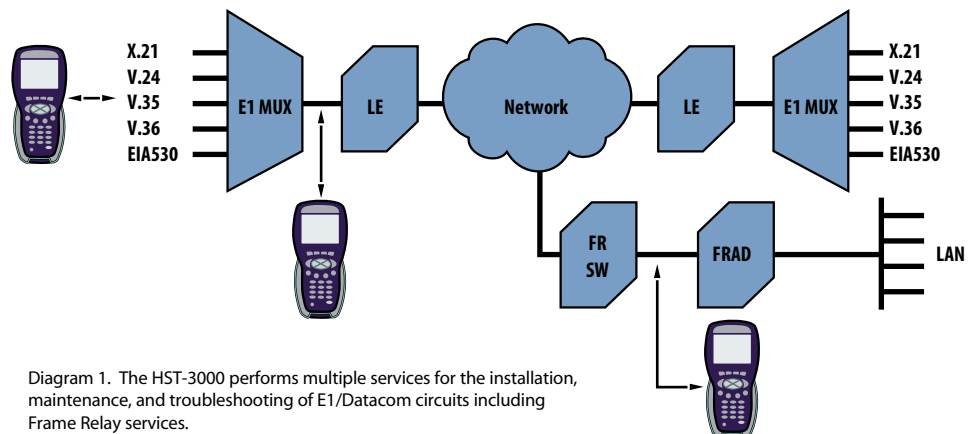 X.21
V.24
V.35
V.36
EIA530
E1 MUX
LE
Network
LE
E1 MUX
X.21
V.24
V.35
V.36
EIA530
FR
SW
FRAD
LAN
Diagram 1. The HST-3000 performs multiple services for the installation,
maintenance, and troubleshooting of E1/Datacom circuits including
Frame Relay services.